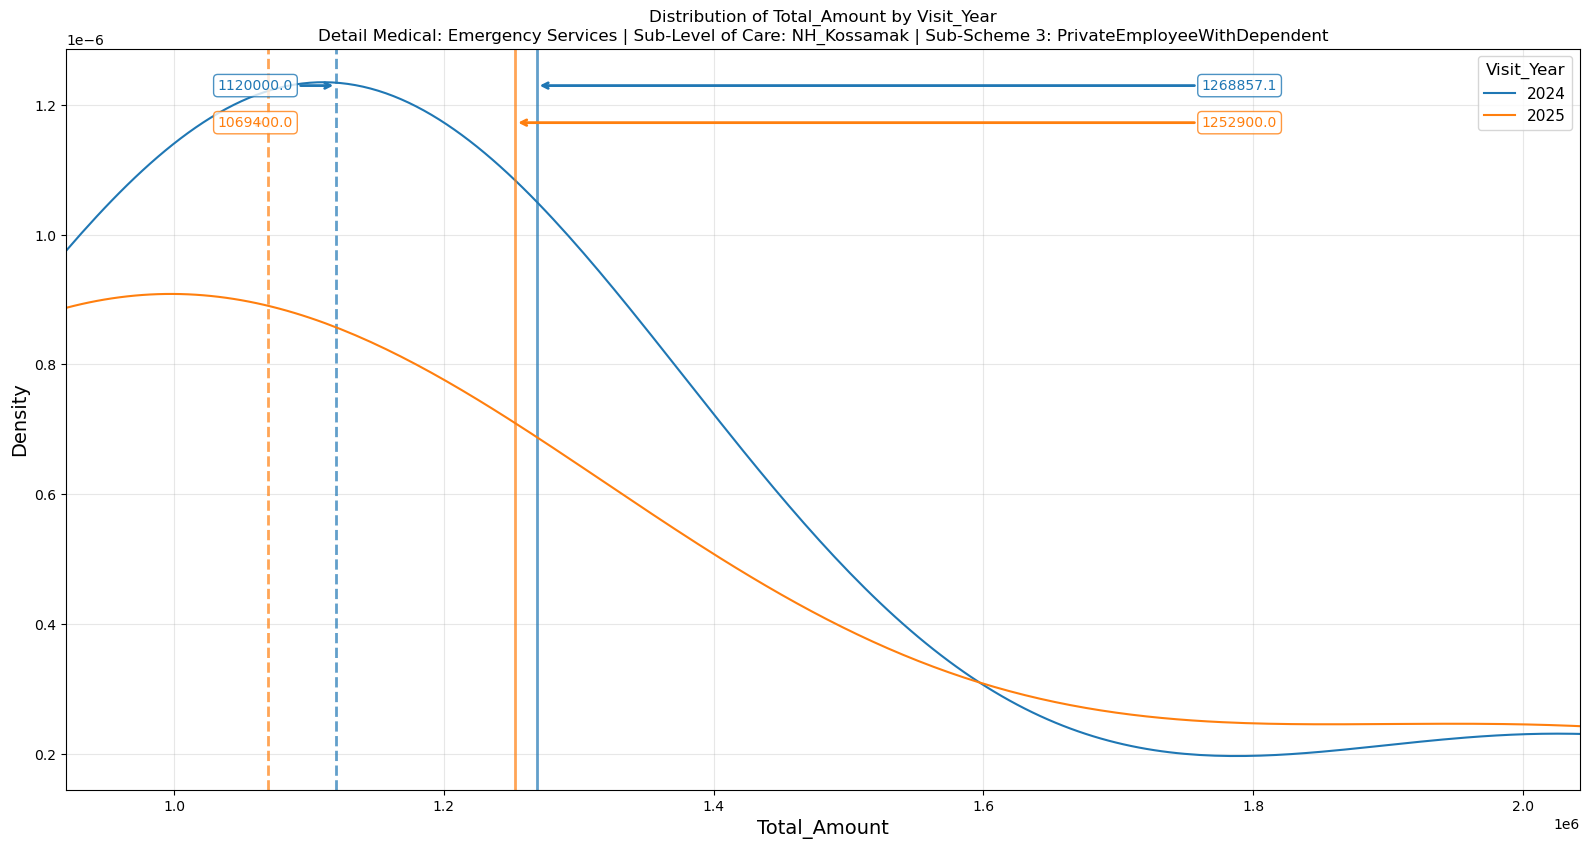 Distribution of Total_Amount by Visit_Year
Detail Medical: Emergency Services | Sub-Level of Care: NH_Kossamak | Sub-Scheme 3: PrivateEmployeeWithDependent
1e−6
Visit_Year
2024
2025
1120000.0
1268857.1
1069400.0
1252900.0
1.2
1.0
0.8
0.6
0.4
0.2
Density
1.0 1.2 1.4 1.6 1.8 2.0
1e6
Total_Amount